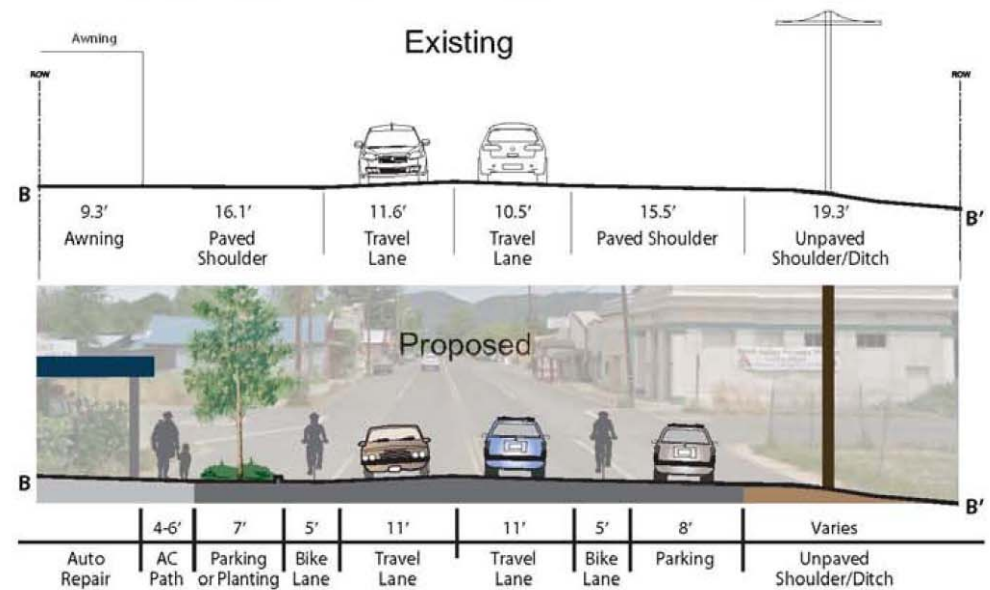 Existing
Awning
ROW
ROW
B
B'
9.3' 16.1' 11.6' 10.5' 15.5' 19.3'
Awning Paved Travel Travel Paved Shoulder Unpaved
Shoulder Lane Lane Shoulder/Ditch
Proposed
B
B'
4-6' 7' 5' 11' 11' 5' 8' Varies
Auto AC Parking Bike Travel Travel Bike Parking Unpaved
Repair Path or Planting Lane Lane Lane Lane Shoulder/Ditch